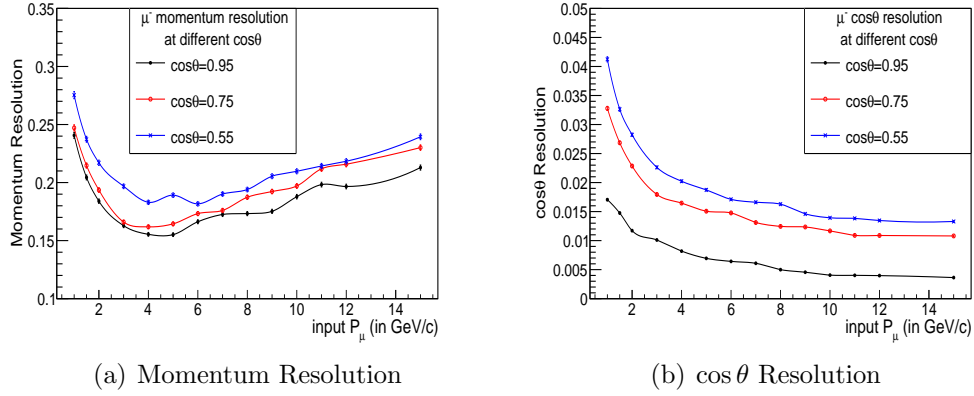 0.35
0.3
0.25
0.2
0.15
0.1
Momentum Resolution
μ⁻ momentum resolution
at different cosθ
cosθ=0.95
cosθ=0.75
cosθ=0.55
2 4 6 8 10 12 14
input P_μ (in GeV/c)
(a) Momentum Resolution
0.05
0.045
0.04
0.035
0.03
0.025
0.02
0.015
0.01
0.005
0
cosθ Resolution
μ⁻ cosθ resolution
at different cosθ
cosθ=0.95
cosθ=0.75
cosθ=0.55
2 4 6 8 10 12 14
input P_μ (in GeV/c)
(b) cos θ Resolution